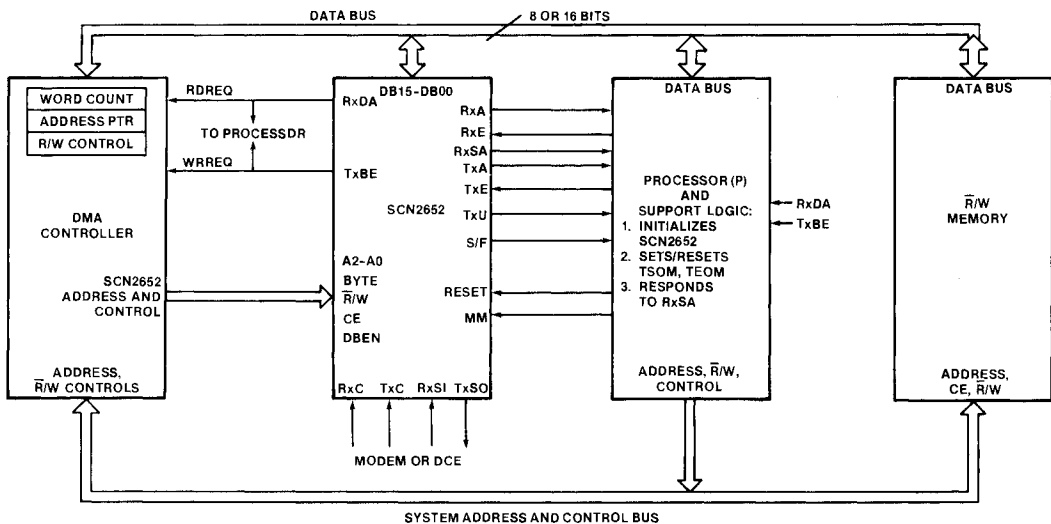 DATA BUS
8 OR 16 BITS
WORD COUNT
ADDRESS PTR
R/W CONTROL
DMA
CONTROLLER
SCN2652
ADDRESS AND
CONTROL
ADDRESS,
R̅/W CONTROLS
RDREQ
TO PROCESSDR
WRREQ
DB15-DB00
RxDA
TxBE
SCN2652
A2-A0
BYTE
R̅/W
CE
DBEN
RxA
RxE
RxSA
TxA
TxE
TxU
S/F
RESET
MM
RxC TxC RxSI TxSO
MODEM OR DCE
DATA BUS
PROCESSOR (P)
AND
SUPPORT LDGIC:
1. INITIALIZES
SCN2652
2. SETS/RESETS
TSOM, TEOM
3. RESPONDS
TO RxSA
ADDRESS, R̅/W,
CONTROL
RxDA
TxBE
DATA BUS
R̅/W
MEMORY
ADDRESS,
CE, R̅/W
SYSTEM ADDRESS AND CONTROL BUS